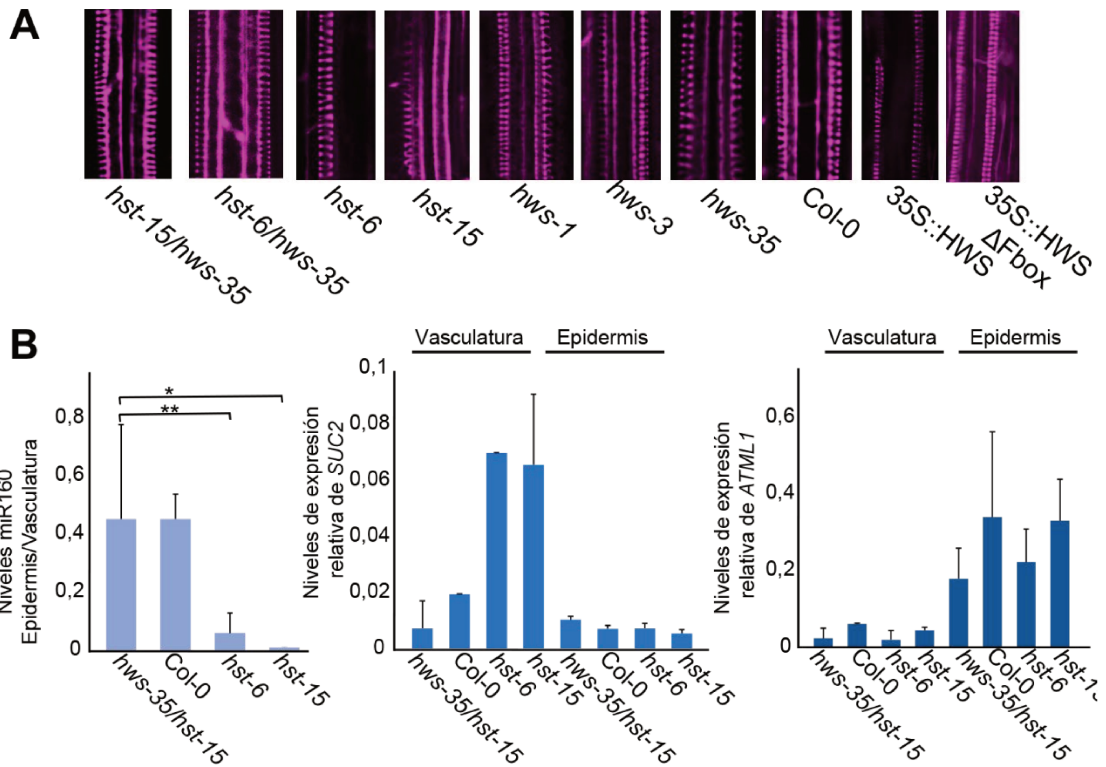 A
hst-15/hws-35
hst-6/hws-35
hst-6
hst-15
hws-1
hws-3
hws-35
Col-0
35S::HWS
35S::HWS
ΔFbox
B
Niveles miR160
Epidermis/Vasculatura
0,8
0,6
0,4
0,2
0
*
**
hws-35/hst-15
Col-0
hst-6
hst-15
Vasculatura
Epidermis
Niveles de expresión
relativa de SUC2
0,1
0,08
0,06
0,04
0,02
0
hws-35/hst-15
Col-0
hst-6
hst-15
hws-35/hst-15
Col-0
hst-6
hst-15
Vasculatura
Epidermis
Niveles de expresión
relativa de ATML1
0,6
0,4
0,2
0
hws-35/hst-15
Col-0
hst-6
hst-15
hws-35/hst-15
Col-0
hst-6